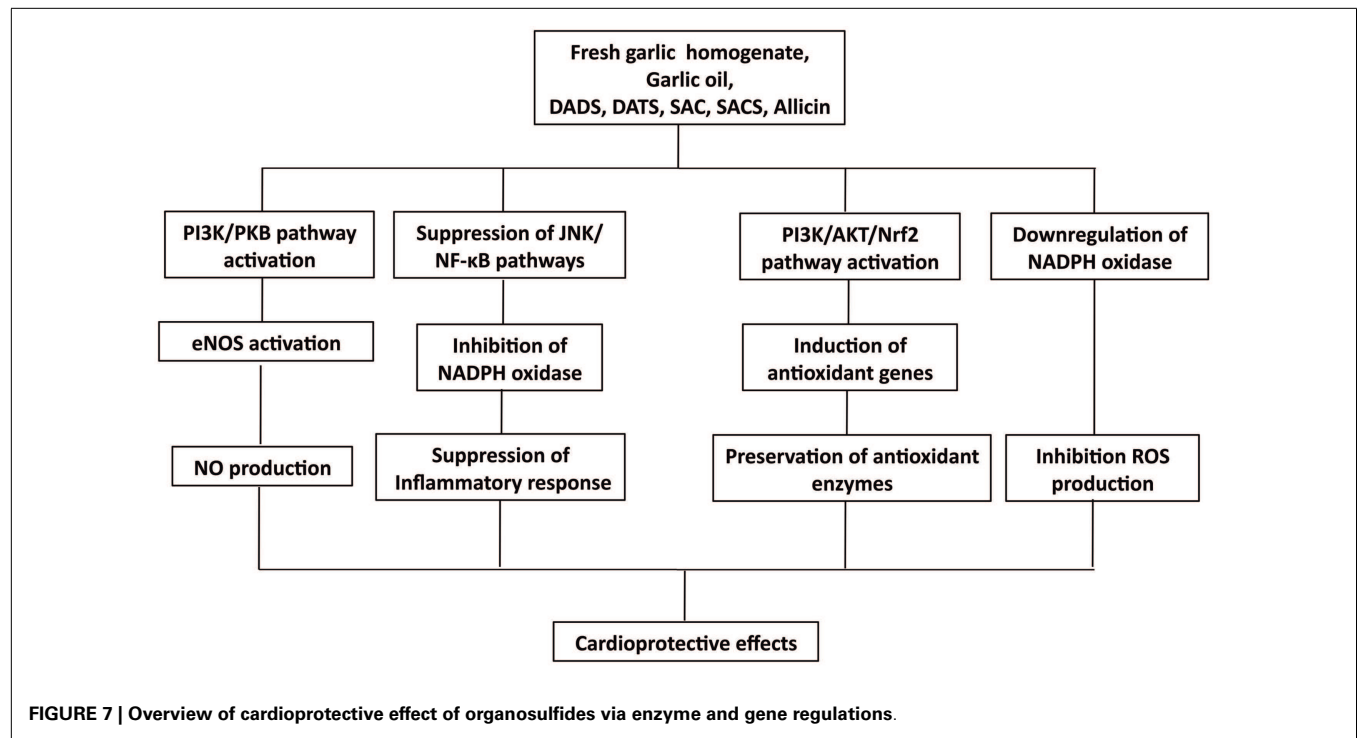 Fresh garlic homogenate,
Garlic oil,
DADS, DATS, SAC, SACS, Allicin
PI3K/PKB pathway
activation
Suppression of JNK/
NF-κB pathways
PI3K/AKT/Nrf2
pathway activation
Downregulation of
NADPH oxidase
eNOS activation
Inhibition of
NADPH oxidase
Induction of
antioxidant genes
NO production
Suppression of
Inflammatory response
Preservation of antioxidant
enzymes
Inhibition ROS
production
Cardioprotective effects
FIGURE 7 | Overview of cardioprotective effect of organosulfides via enzyme and gene regulations.